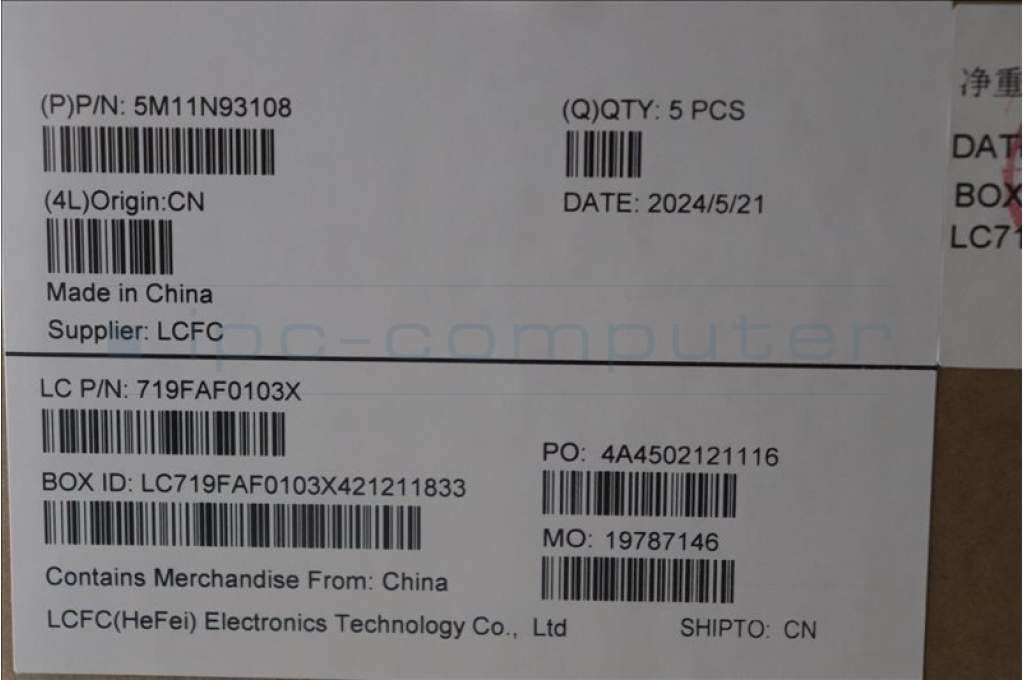 (P)P/N: 5M11N93108
(Q)QTY: 5 PCS
(4L)Origin:CN
DATE: 2024/5/21
Made in China
Supplier: LCFC
ipc-computer
LC P/N: 719FAF0103X
PO: 4A4502121116
BOX ID: LC719FAF0103X421211833
MO: 19787146
Contains Merchandise From: China
LCFC(HeFei) Electronics Technology Co., Ltd
SHIPTO: CN
净重
DAT
BOX
LC71